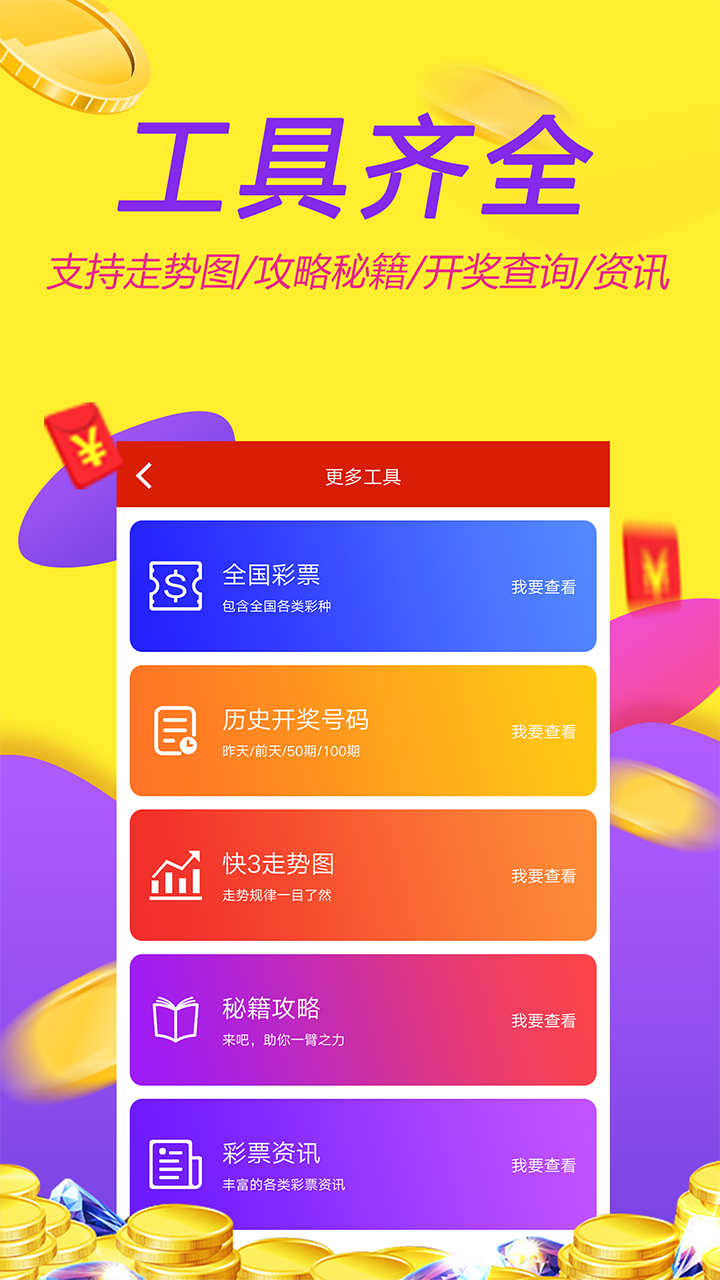 工具齐全
支持走势图/攻略秘籍/开奖查询/资讯
¥
更多工具
全国彩票
包含全国各类彩种
我要查看
¥
历史开奖号码
昨天/前天/50期/100期
我要查看
快3走势图
走势规律一目了然
我要查看
秘籍攻略
来吧，助你一臂之力
我要查看
彩票资讯
丰富的各类彩票资讯
我要查看